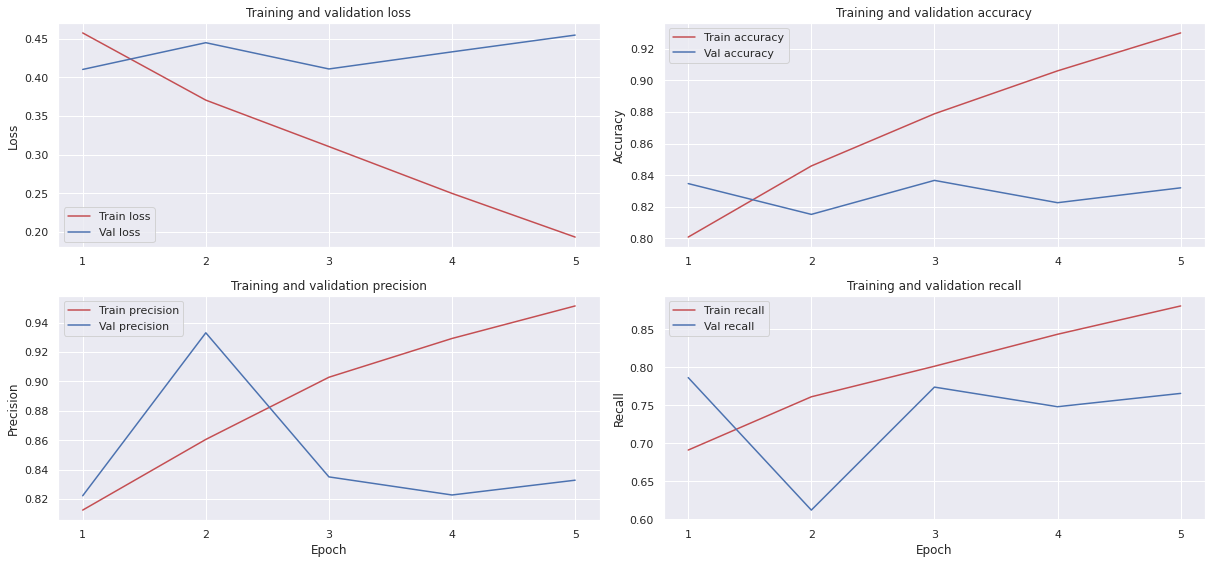 Training and validation loss
0.45
0.40
0.35
0.30
0.25
0.20
Loss
Train loss
Val loss
1 2 3 4 5
Training and validation accuracy
0.92
0.90
0.88
0.86
0.84
0.82
0.80
Accuracy
Train accuracy
Val accuracy
1 2 3 4 5
Training and validation precision
0.94
0.92
0.90
0.88
0.86
0.84
0.82
Precision
Train precision
Val precision
1 2 3 4 5
Epoch
Training and validation recall
0.85
0.80
0.75
0.70
0.65
0.60
Recall
Train recall
Val recall
1 2 3 4 5
Epoch